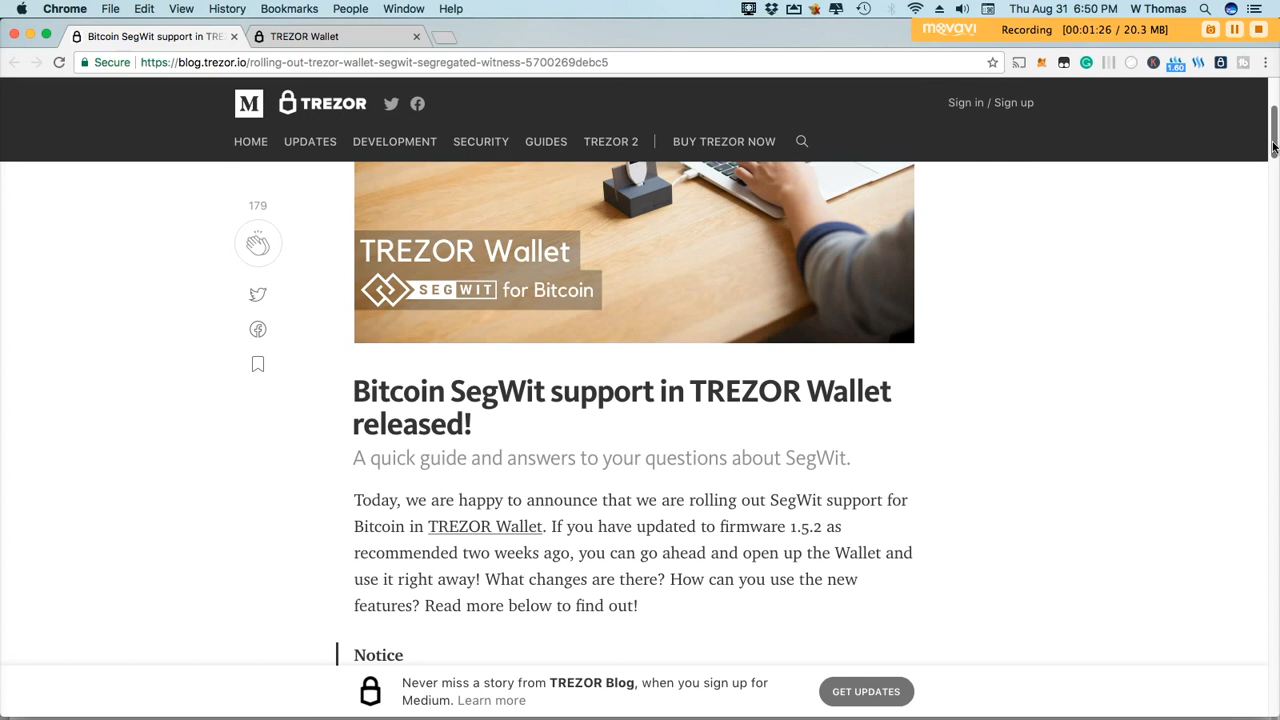 Chrome File Edit View History Bookmarks People Window Help Thu Aug 31 6:50 PM W Thomas
Bitcoin SegWit support in TRE × TREZOR Wallet ×
movavi Recording [00:01:26 / 20.3 MB]
Secure https://blog.trezor.io/rolling-out-trezor-wallet-segwit-segregated-witness-5700269debc5
1.60
M TREZOR Sign in / Sign up
HOME UPDATES DEVELOPMENT SECURITY GUIDES TREZOR 2 | BUY TREZOR NOW
179
TREZOR Wallet
SEGWIT for Bitcoin
Bitcoin SegWit support in TREZOR Wallet
released!
A quick guide and answers to your questions about SegWit.
Today, we are happy to announce that we are rolling out SegWit support for
Bitcoin in TREZOR Wallet. If you have updated to firmware 1.5.2 as
recommended two weeks ago, you can go ahead and open up the Wallet and
use it right away! What changes are there? How can you use the new
features? Read more below to find out!
Notice
Never miss a story from TREZOR Blog, when you sign up for
Medium. Learn more
GET UPDATES